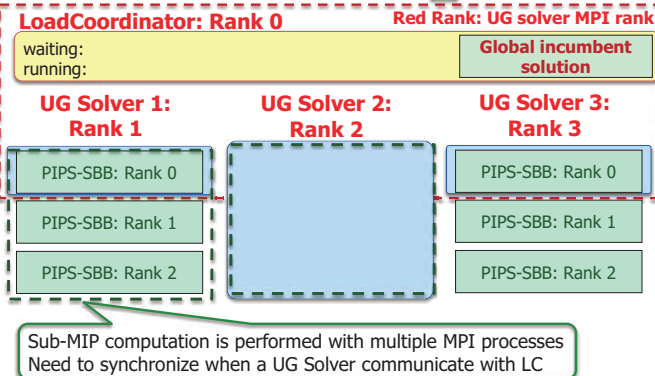 LoadCoordinator: Rank 0
Red Rank: UG solver MPI rank
waiting:
running:
Global incumbent
solution
UG Solver 1:
Rank 1
UG Solver 2:
Rank 2
UG Solver 3:
Rank 3
PIPS-SBB: Rank 0
PIPS-SBB: Rank 1
PIPS-SBB: Rank 2
PIPS-SBB: Rank 0
PIPS-SBB: Rank 1
PIPS-SBB: Rank 2
Sub-MIP computation is performed with multiple MPI processes
Need to synchronize when a UG Solver communicate with LC